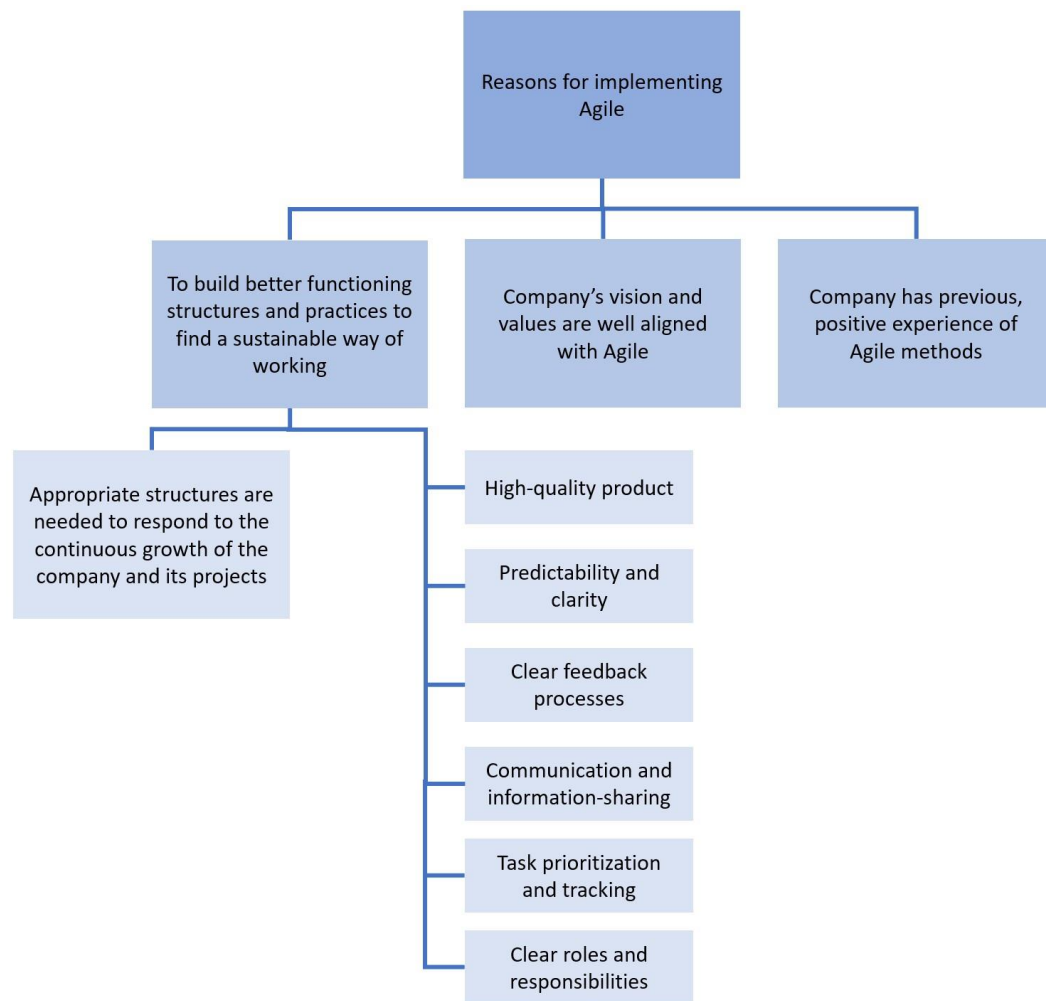 Reasons for implementing
Agile
To build better functioning
structures and practices to
find a sustainable way of
working
Company’s vision and
values are well aligned
with Agile
Company has previous,
positive experience of
Agile methods
Appropriate structures are
needed to respond to the
continuous growth of the
company and its projects
High-quality product
Predictability and
clarity
Clear feedback
processes
Communication and
information-sharing
Task prioritization
and tracking
Clear roles and
responsibilities